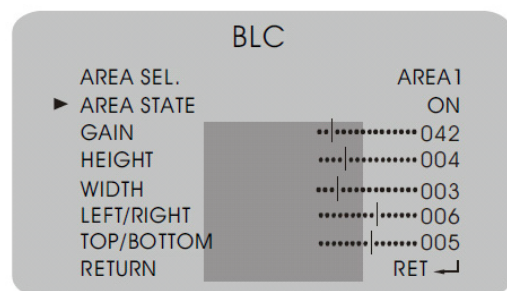 BLC
AREA SEL. AREA1
► AREA STATE ON
GAIN 042
HEIGHT 004
WIDTH 003
LEFT/RIGHT 006
TOP/BOTTOM 005
RETURN RET ↵